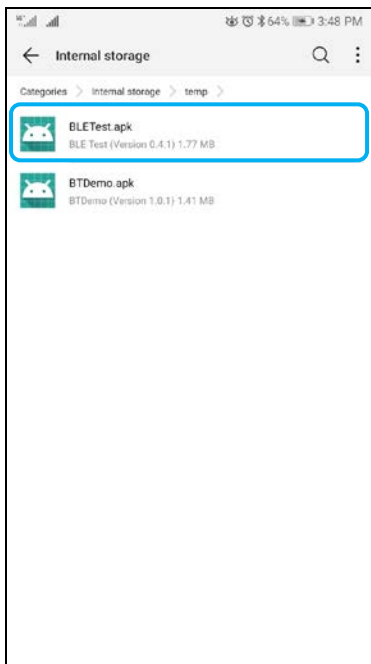 64% 3:48 PM
Internal storage
Categories > Internal storage > temp >
BLETest.apk
BLE Test (Version 0.4.1) 1.77 MB
BTDemo.apk
BTDemo (Version 1.0.1) 1.41 MB